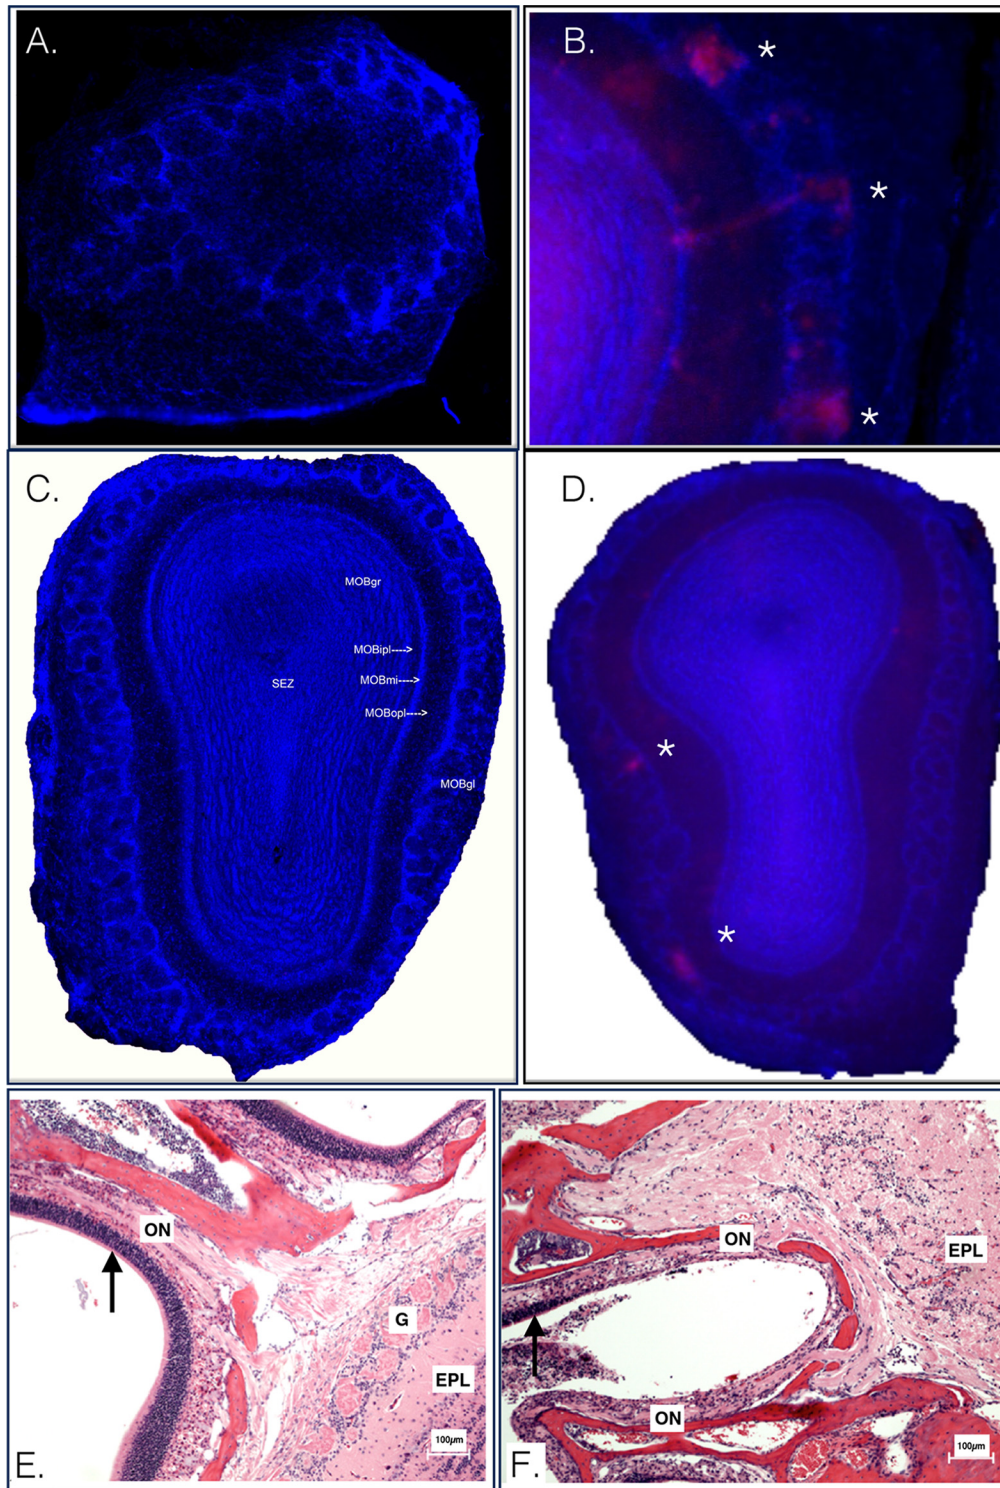 A.
B.
*
*
*
C.
MOBgr
MOBipl---->
SEZ
MOBmi---->
MOBopl---->
MOBgl
D.
*
*
ON
G
EPL
100µm
E.
ON
EPL
ON
100µm
F.